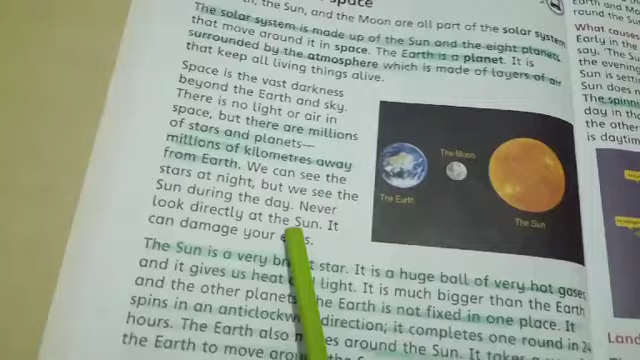 space
the Sun, and the Moon are all part of the solar system
The solar system is made up of the Sun and the eight planets
that move around it in space. The Earth is a planet. It is
surrounded by the atmosphere which is made of layers of air
that keep all living things alive.
Space is the vast darkness
beyond the Earth and sky.
There is no light or air in
space, but there are millions
of stars and planets—
millions of kilometres away
from Earth. We can see the
stars at night, but we see the
Sun during the day. Never
look directly at the Sun. It
can damage your
The Earth
The Moon
The Sun
The Sun is a very star. It is a huge ball of very hot gases
and it gives us heat light. It is much bigger than the Earth
and the other planets The Earth is not fixed in one place. It
spins in an anticlockwise direction; it completes one round in 24
hours. The Earth also around the Sun. It takes
the Earth to move around
Earth and Mo
round the Sun
What causes
Early in the
say, 'The Su
the evening
Sun is setti
Sun does n
The spinni
day in th
the other
is daytim
Land